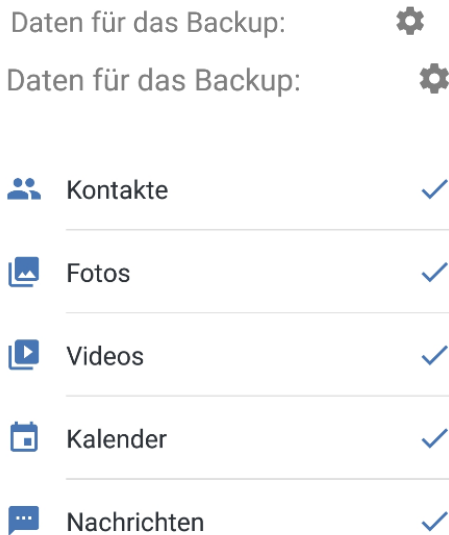 Daten für das Backup:
Daten für das Backup:
Kontakte
Fotos
Videos
Kalender
Nachrichten